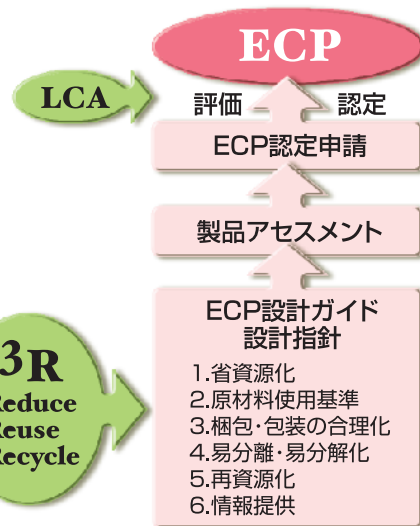 ECP
LCA
評価 認定
ECP認定申請
製品アセスメント
ECP設計ガイド
設計指針
1.省資源化
2.原材料使用基準
3.梱包・包装の合理化
4.易分離・易分解化
5.再資源化
6.情報提供
3R
Reduce
Reuse
Recycle